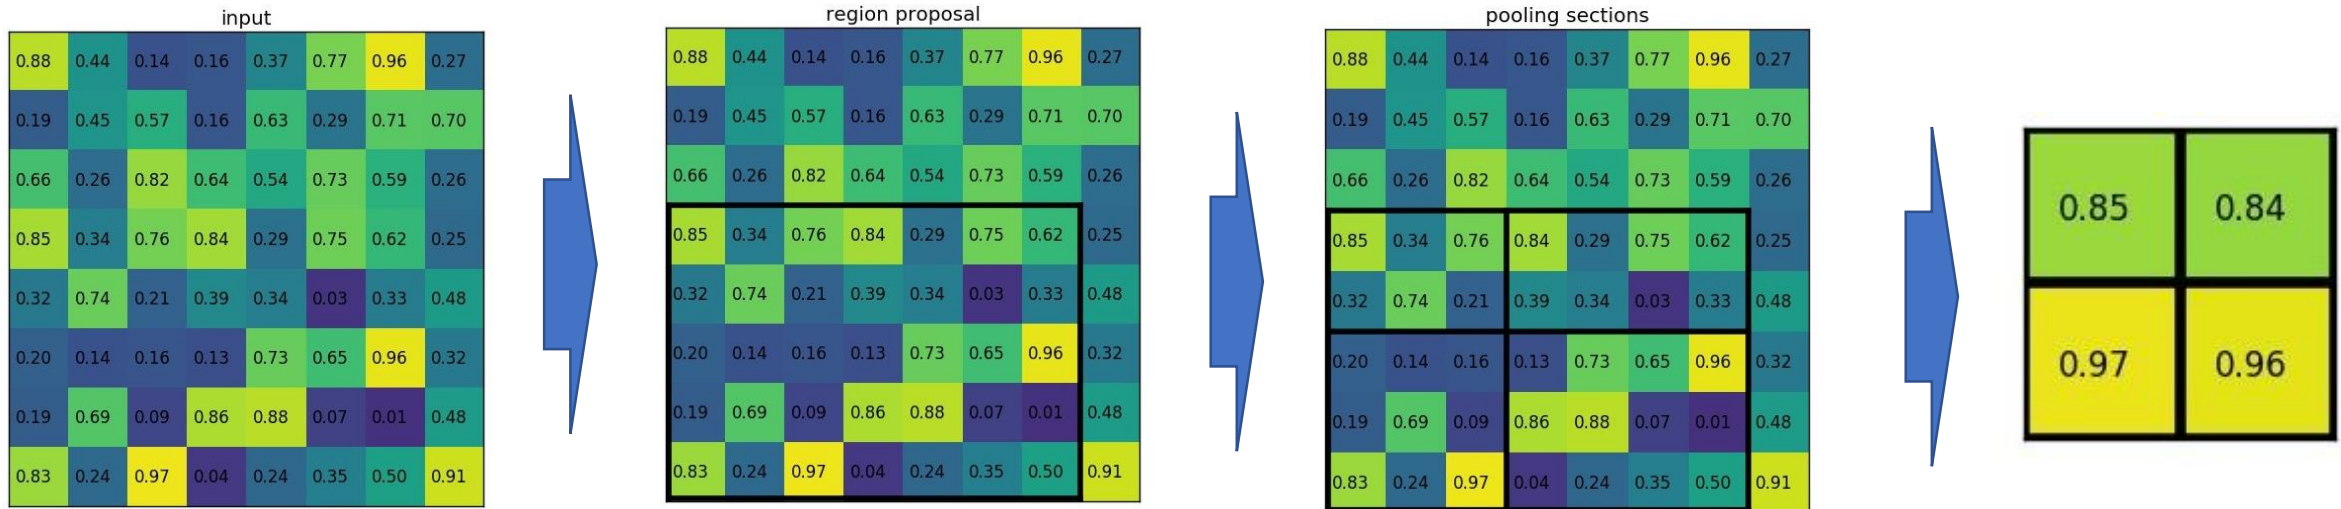 input
0.88 0.44 0.14 0.16 0.37 0.77 0.96 0.27
0.19 0.45 0.57 0.16 0.63 0.29 0.71 0.70
0.66 0.26 0.82 0.64 0.54 0.73 0.59 0.26
0.85 0.34 0.76 0.84 0.29 0.75 0.62 0.25
0.32 0.74 0.21 0.39 0.34 0.03 0.33 0.48
0.20 0.14 0.16 0.13 0.73 0.65 0.96 0.32
0.19 0.69 0.09 0.86 0.88 0.07 0.01 0.48
0.83 0.24 0.97 0.04 0.24 0.35 0.50 0.91
region proposal
0.88 0.44 0.14 0.16 0.37 0.77 0.96 0.27
0.19 0.45 0.57 0.16 0.63 0.29 0.71 0.70
0.66 0.26 0.82 0.64 0.54 0.73 0.59 0.26
0.85 0.34 0.76 0.84 0.29 0.75 0.62 0.25
0.32 0.74 0.21 0.39 0.34 0.03 0.33 0.48
0.20 0.14 0.16 0.13 0.73 0.65 0.96 0.32
0.19 0.69 0.09 0.86 0.88 0.07 0.01 0.48
0.83 0.24 0.97 0.04 0.24 0.35 0.50 0.91
pooling sections
0.88 0.44 0.14 0.16 0.37 0.77 0.96 0.27
0.19 0.45 0.57 0.16 0.63 0.29 0.71 0.70
0.66 0.26 0.82 0.64 0.54 0.73 0.59 0.26
0.85 0.34 0.76 0.84 0.29 0.75 0.62 0.25
0.32 0.74 0.21 0.39 0.34 0.03 0.33 0.48
0.20 0.14 0.16 0.13 0.73 0.65 0.96 0.32
0.19 0.69 0.09 0.86 0.88 0.07 0.01 0.48
0.83 0.24 0.97 0.04 0.24 0.35 0.50 0.91
0.85 0.84
0.97 0.96